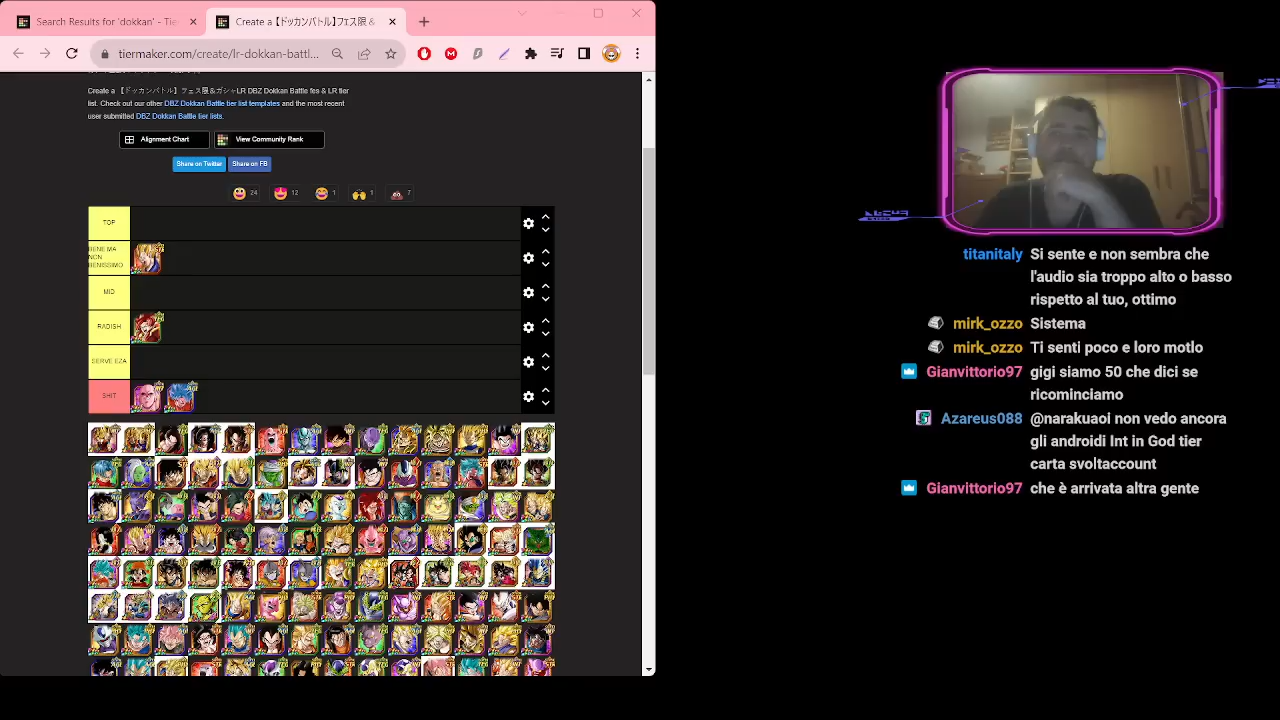 Search Results for 'dokkan' - Tie
Create a 【ドッカンバトル】フェス限 &
tiermaker.com/create/lr-dokkan-battl...
Create a 【ドッカンバトル】フェス限&ガシャLR DBZ Dokkan Battle fes & LR tier
list. Check out our other DBZ Dokkan Battle tier list templates and the most recent
user submitted DBZ Dokkan Battle tier lists.
Alignment Chart
View Community Rank
Share on Twitter
Share on FB
24
12
1
1
7
TOP
BENE MA
NON
BENISSIMO
MID
RADISH
SERVE EZA
SHIT
titanitaly Si sente e non sembra che
l'audio sia troppo alto o basso
rispetto al tuo, ottimo
mirk_ozzo Sistema
mirk_ozzo Ti senti poco e loro motlo
Gianvittorio97 gigi siamo 50 che dici se
ricominciamo
Azareus088 @narakuaoi non vedo ancora
gli androidi Int in God tier
carta svoltaccount
Gianvittorio97 che è arrivata altra gente